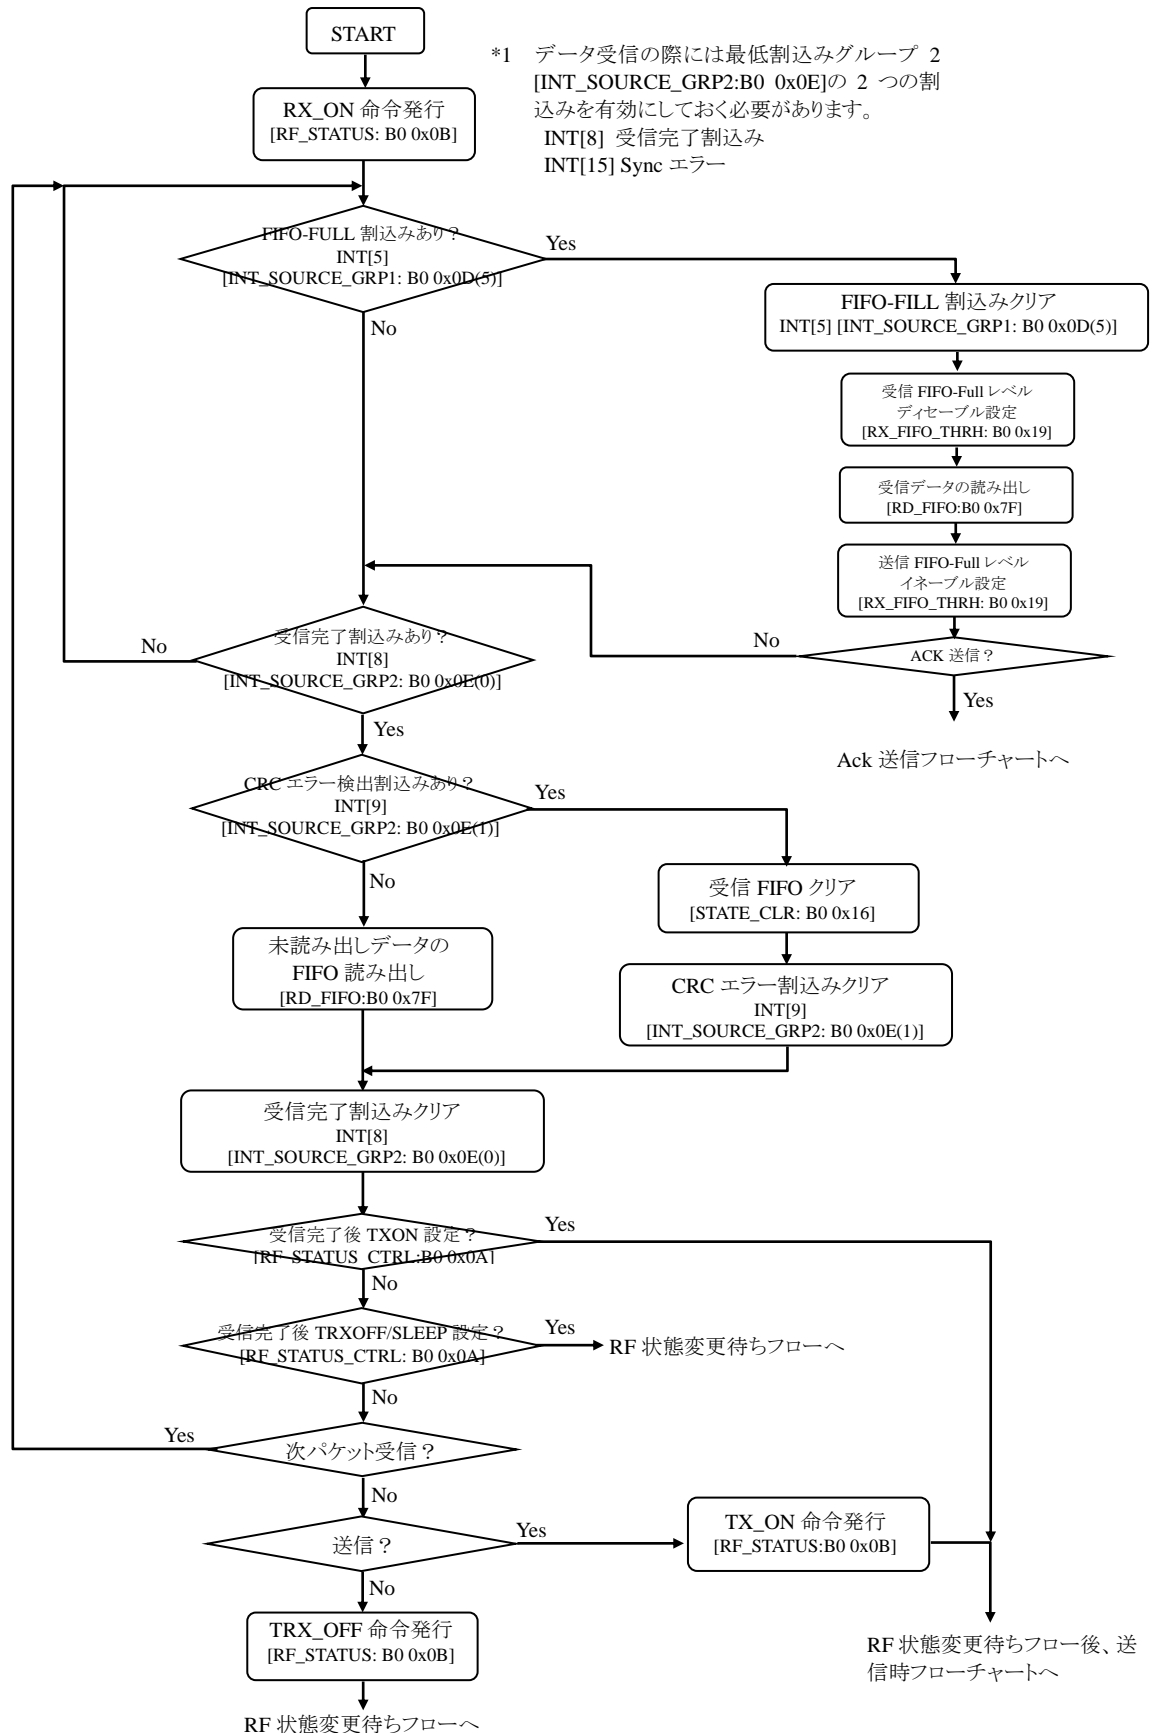 START
*1 データ受信の際には最低割込みグループ 2
[INT_SOURCE_GRP2:B0 0x0E]の 2 つの割
込みを有効にしておく必要があります。
INT[8] 受信完了割込み
INT[15] Sync エラー
RX_ON 命令発行
[RF_STATUS: B0 0x0B]
FIFO-FULL 割込みあり？
INT[5]
[INT_SOURCE_GRP1: B0 0x0D(5)]
Yes
No
FIFO-FILL 割込みクリア
INT[5] [INT_SOURCE_GRP1: B0 0x0D(5)]
受信 FIFO-Full レベル
ディセーブル設定
[RX_FIFO_THRH: B0 0x19]
受信データの読み出し
[RD_FIFO:B0 0x7F]
送信 FIFO-Full レベル
イネーブル設定
[RX_FIFO_THRH: B0 0x19]
ACK 送信？
No
Yes
Ack 送信フローチャートへ
受信完了割込みあり？
INT[8]
[INT_SOURCE_GRP2: B0 0x0E(0)]
No
Yes
CRC エラー検出割込みあり？
INT[9]
[INT_SOURCE_GRP2: B0 0x0E(1)]
Yes
No
受信 FIFO クリア
[STATE_CLR: B0 0x16]
未読み出しデータの
FIFO 読み出し
[RD_FIFO:B0 0x7F]
CRC エラー割込みクリア
INT[9]
[INT_SOURCE_GRP2: B0 0x0E(1)]
受信完了割込みクリア
INT[8]
[INT_SOURCE_GRP2: B0 0x0E(0)]
受信完了後 TXON 設定？
[RF_STATUS_CTRL:B0 0x0A]
Yes
No
受信完了後 TRXOFF/SLEEP 設定？
[RF_STATUS_CTRL: B0 0x0A]
Yes
RF 状態変更待ちフローへ
No
次パケット受信？
Yes
No
送信？
Yes
TX_ON 命令発行
[RF_STATUS:B0 0x0B]
No
TRX_OFF 命令発行
[RF_STATUS: B0 0x0B]
RF 状態変更待ちフロー後、送
信時フローチャートへ
RF 状態変更待ちフローへ